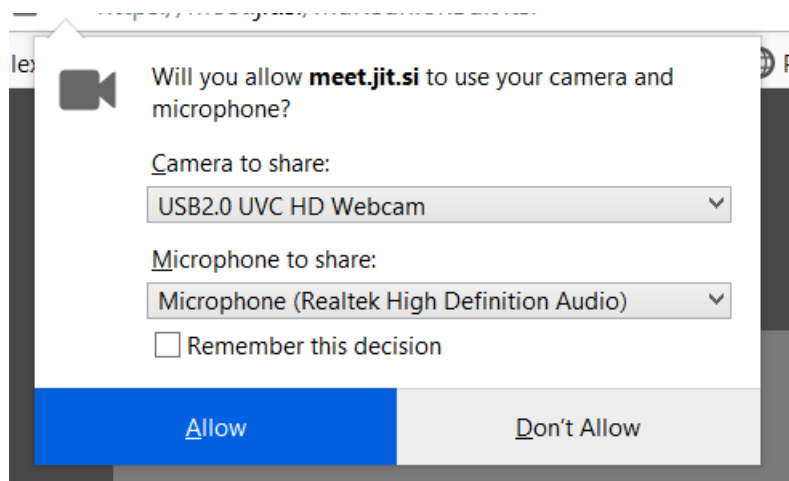 Will you allow meet.jit.si to use your camera and
microphone?
Camera to share:
USB2.0 UVC HD Webcam
Microphone to share:
Microphone (Realtek High Definition Audio)
Remember this decision
Allow
Don't Allow